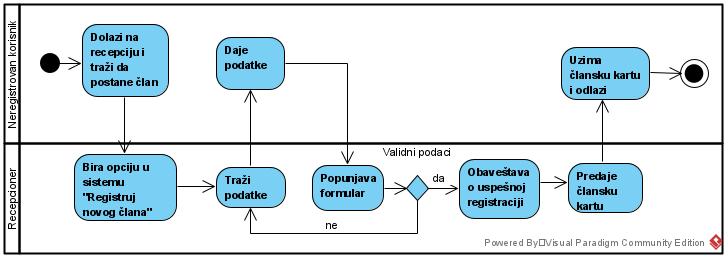 Neregistrovan korisnik
Dolazi na
recepciju i
traži da
postane član
Daje
podatke
Uzima
člansku kartu
i odlazi
Recepcioner
Validni podaci
Bira opciju u
sistemu
"Registruj
novog člana"
Traži
podatke
Popunjava
formular
da
ne
Obaveštava
o uspešnoj
registraciji
Predaje
člansku
kartu
Powered By Visual Paradigm Community Edition